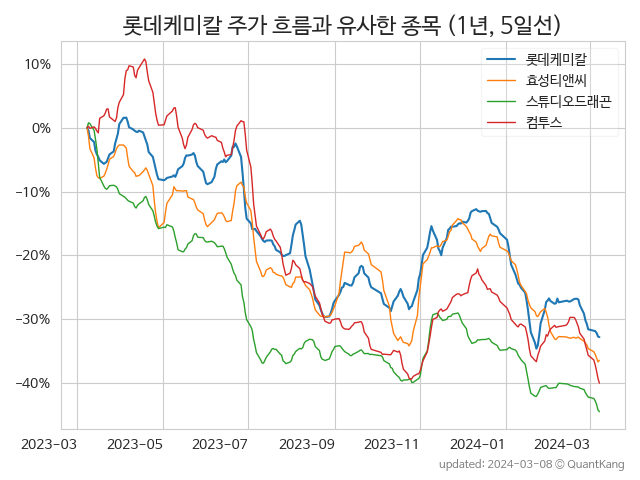 롯데케미칼 주가 흐름과 유사한 종목 (1년, 5일선)
롯데케미칼
효성티앤씨
스튜디오드래곤
컴투스
10%
0%
−10%
−20%
−30%
−40%
2023-03
2023-05
2023-07
2023-09
2023-11
2024-01
2024-03
updated: 2024-03-08 © QuantKang